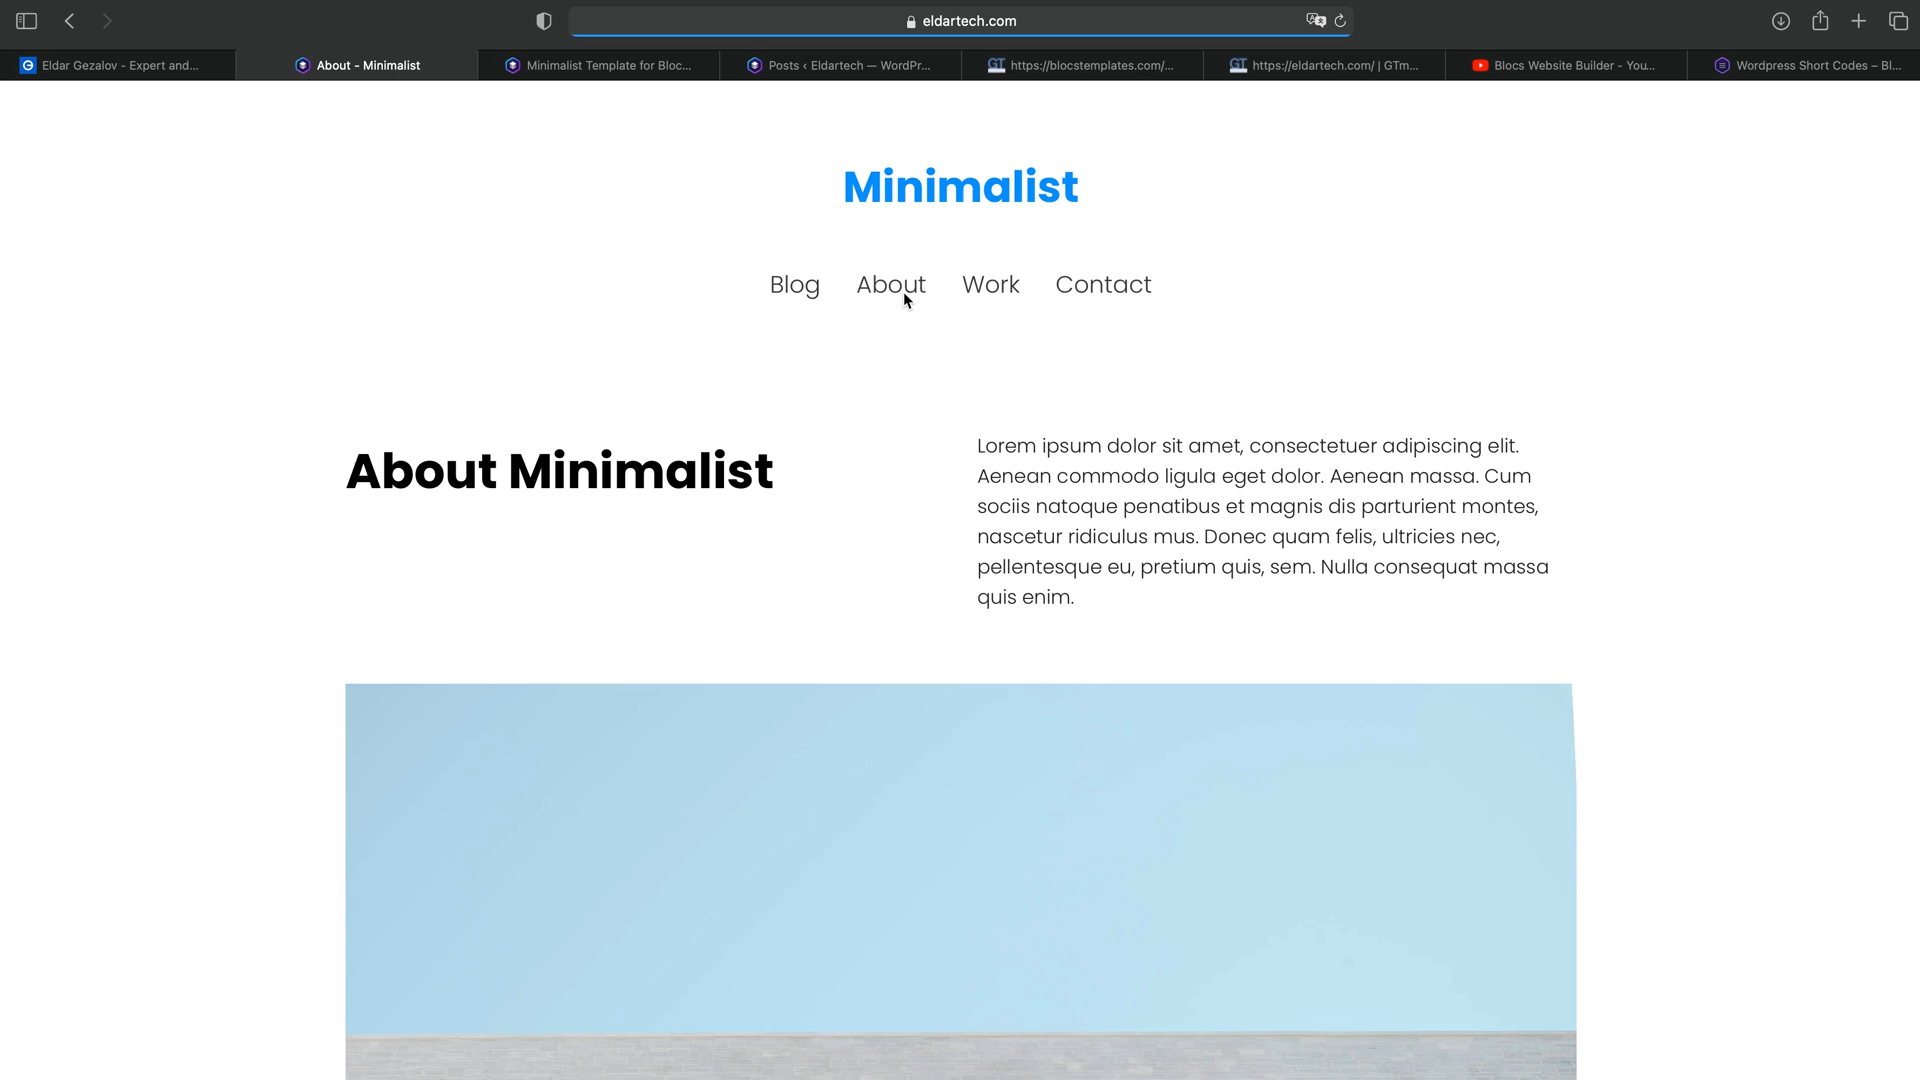 eldartech.com
Eldar Gezalov - Expert and...
About - Minimalist
Minimalist Template for Bloc...
Posts ‹ Eldartech — WordPr...
GT https://blocstemplates.com/...
GT https://eldartech.com/ | GTm...
Blocs Website Builder - You...
Wordpress Short Codes – Bl...
Minimalist
Blog About Work Contact
About Minimalist
Lorem ipsum dolor sit amet, consectetuer adipiscing elit.
Aenean commodo ligula eget dolor. Aenean massa. Cum
sociis natoque penatibus et magnis dis parturient montes,
nascetur ridiculus mus. Donec quam felis, ultricies nec,
pellentesque eu, pretium quis, sem. Nulla consequat massa
quis enim.